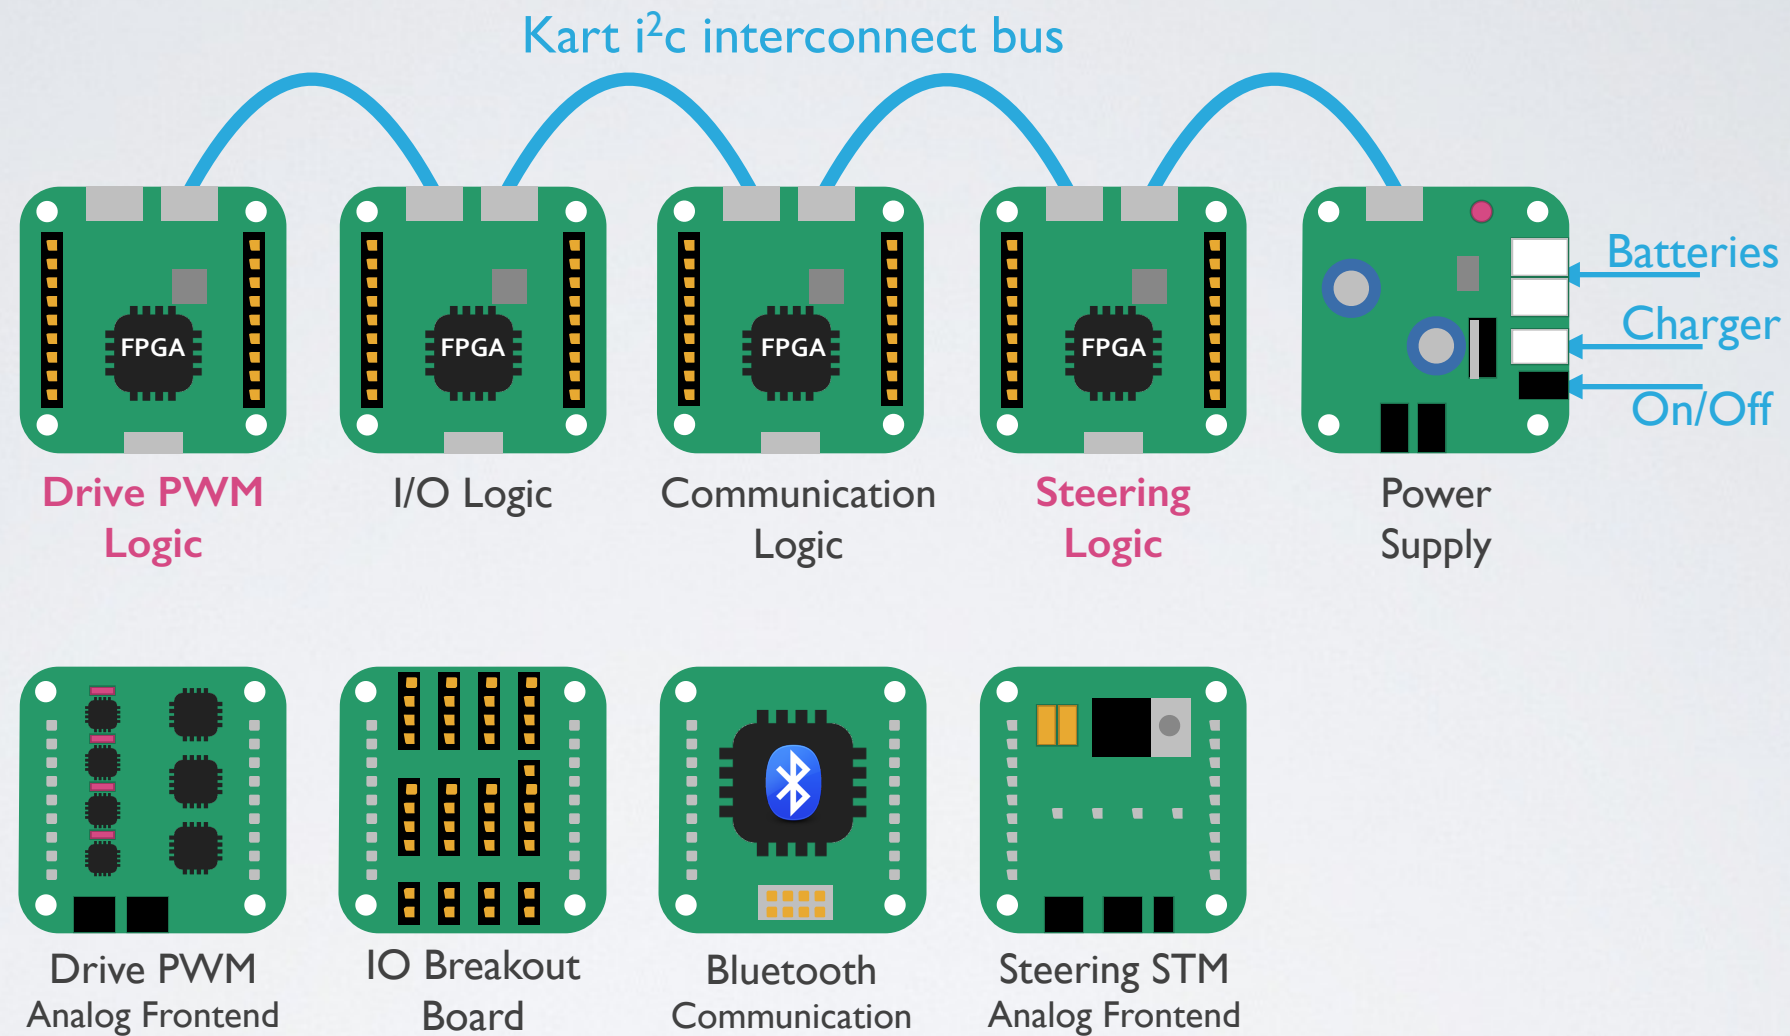 Kart i²c interconnect bus
Batteries
Charger
On/Off
FPGA
FPGA
FPGA
FPGA
Drive PWM
Logic
I/O Logic
Communication
Logic
Steering
Logic
Power
Supply
Drive PWM
Analog Frontend
IO Breakout
Board
Bluetooth
Communication
Steering STM
Analog Frontend